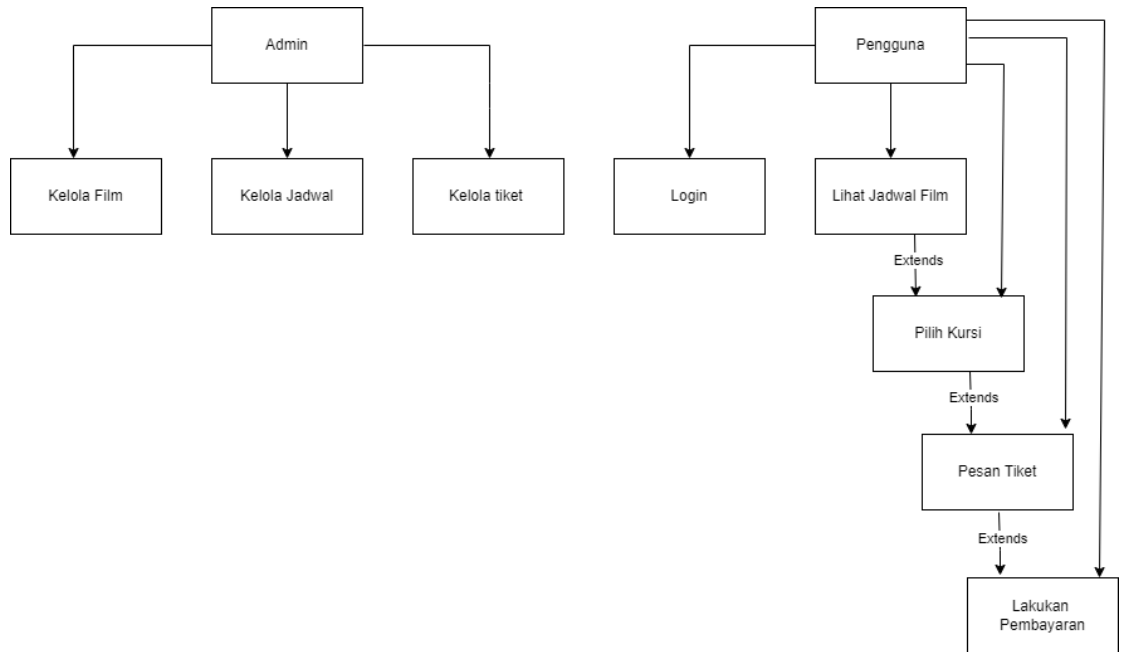 Admin
Pengguna
Kelola Film
Kelola Jadwal
Kelola tiket
Login
Lihat Jadwal Film
Extends
Pilih Kursi
Extends
Pesan Tiket
Extends
Lakukan
Pembayaran